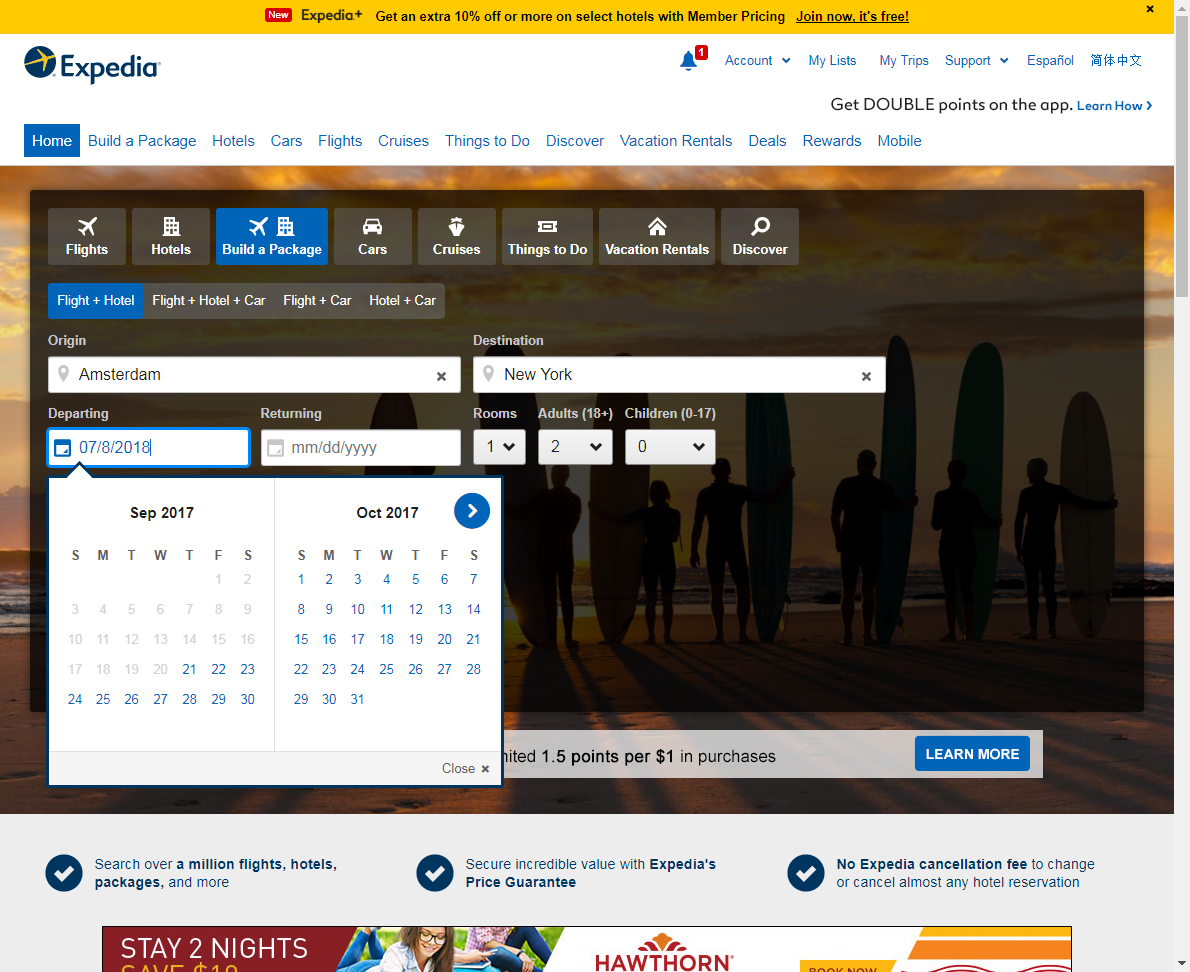 New Expedia+ Get an extra 10% off or more on select hotels with Member Pricing Join now, it's free!
Expedia
1 Account My Lists My Trips Support Español 简体中文
Get DOUBLE points on the app. Learn How
Home Build a Package Hotels Cars Flights Cruises Things to Do Discover Vacation Rentals Deals Rewards Mobile
Flights Hotels Build a Package Cars Cruises Things to Do Vacation Rentals Discover
Flight + Hotel Flight + Hotel + Car Flight + Car Hotel + Car
Origin Destination
Amsterdam New York
Departing Returning Rooms Adults (18+) Children (0-17)
07/8/2018 mm/dd/yyyy 1 2 0
Sep 2017 Oct 2017
S M T W T F S S M T W T F S
1 2 1 2 3 4 5 6 7
3 4 5 6 7 8 9 8 9 10 11 12 13 14
10 11 12 13 14 15 16 15 16 17 18 19 20 21
17 18 19 20 21 22 23 22 23 24 25 26 27 28
24 25 26 27 28 29 30 29 30 31
Close
1.5 points per $1 in purchases LEARN MORE
Search over a million flights, hotels,
packages, and more
Secure incredible value with Expedia's
Price Guarantee
No Expedia cancellation fee to change
or cancel almost any hotel reservation
STAY 2 NIGHTS
HAWTHORN
BOOK NOW